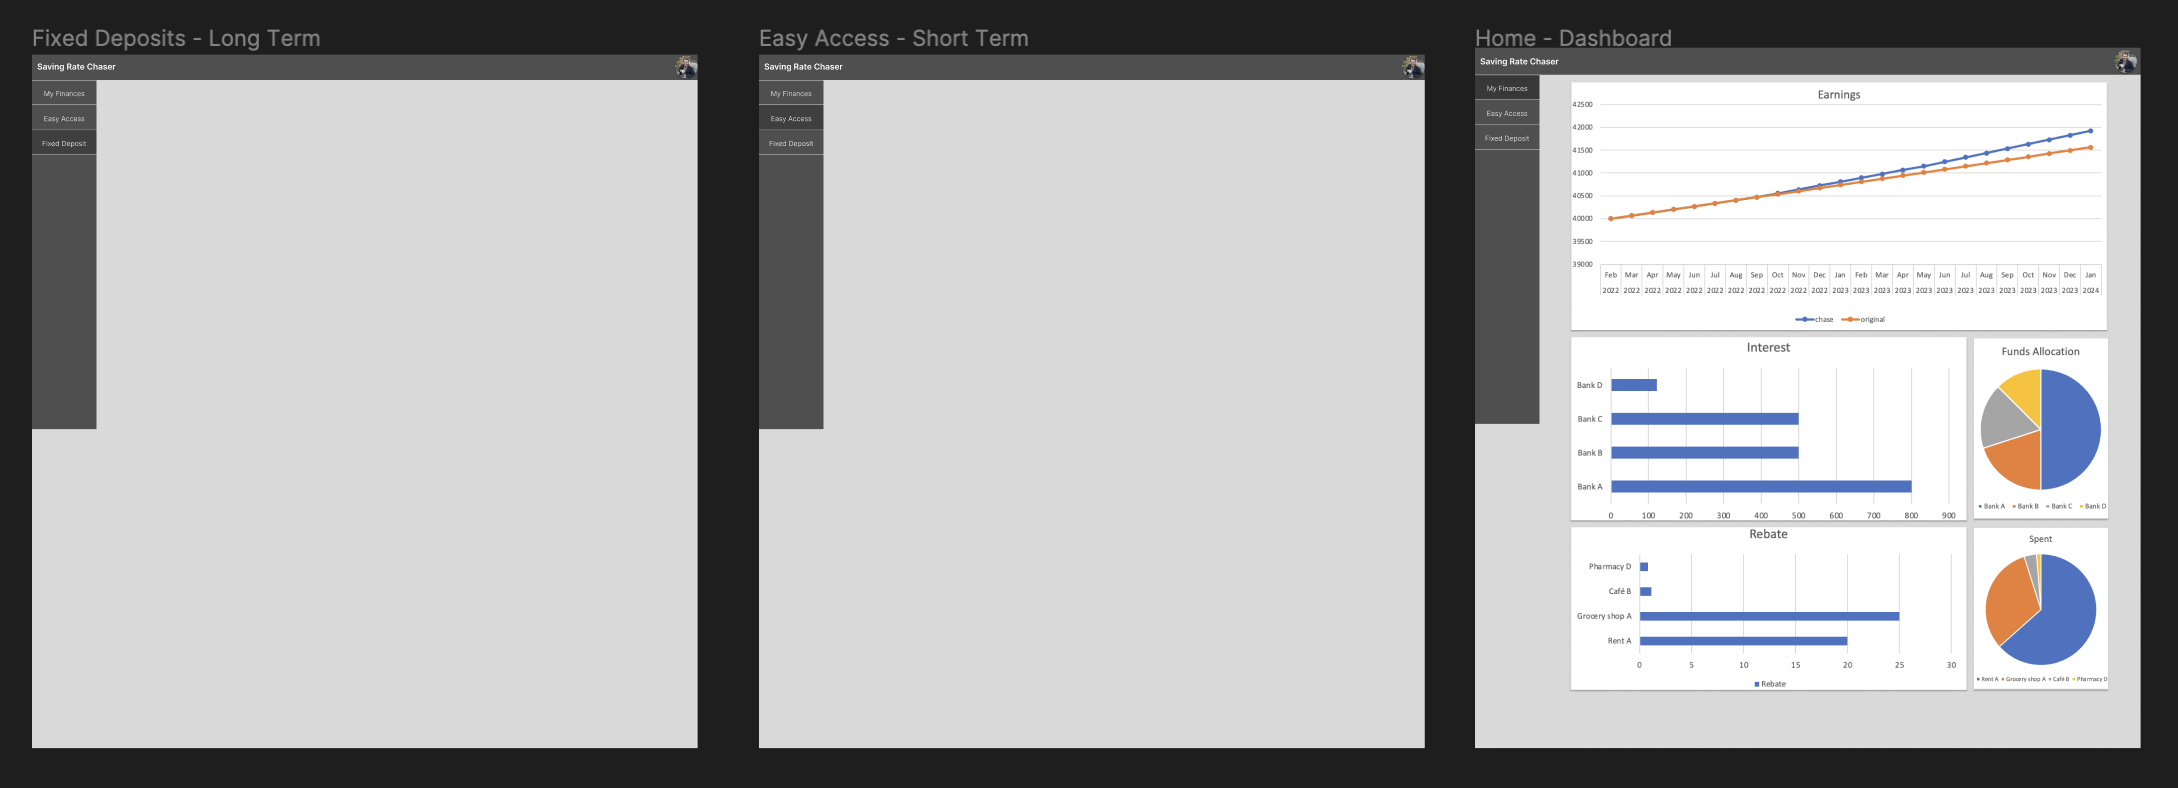 Fixed Deposits - Long Term
Saving Rate Chaser
My Finances
Easy Access
Fixed Deposit
Easy Access - Short Term
Saving Rate Chaser
My Finances
Easy Access
Fixed Deposit
Home - Dashboard
Saving Rate Chaser
My Finances
Easy Access
Fixed Deposit
Earnings
42500
42000
41500
41000
40500
40000
39500
39000
Feb Mar Apr May Jun Jul Aug Sep Oct Nov Dec Jan Feb Mar Apr May Jun Jul Aug Sep Oct Nov Dec Jan
2022 2022 2022 2022 2022 2022 2022 2022 2022 2022 2022 2023 2023 2023 2023 2023 2023 2023 2023 2023 2023 2023 2023 2024
chase original
Interest
Bank D
Bank C
Bank B
Bank A
0 100 200 300 400 500 600 700 800 900
Funds Allocation
Bank A Bank B Bank C Bank D
Rebate
Pharmacy D
Café B
Grocery shop A
Rent A
0 5 10 15 20 25 30
Rebate
Spent
Rent A Grocery shop A Café B Pharmacy D